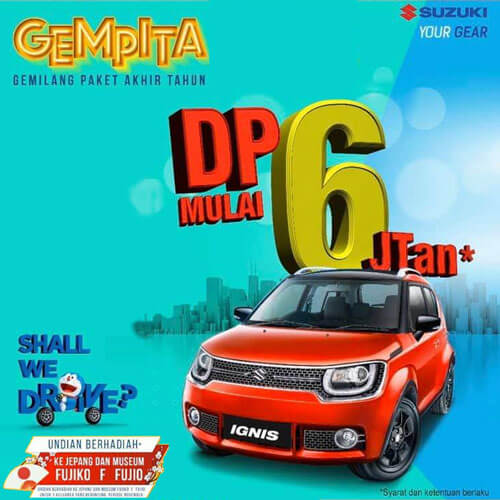 GEMPITA
GEMILANG PAKET AKHIR TAHUN
SUZUKI
YOUR GEAR
DP 6
MULAI
JTan*
SHALL
WE
DRIVE?
IGNIS
UNDIAN BERHADIAH*
KE JEPANG DAN MUSEUM
FUJIKO F FUJIO
*Syarat dan ketentuan berlaku